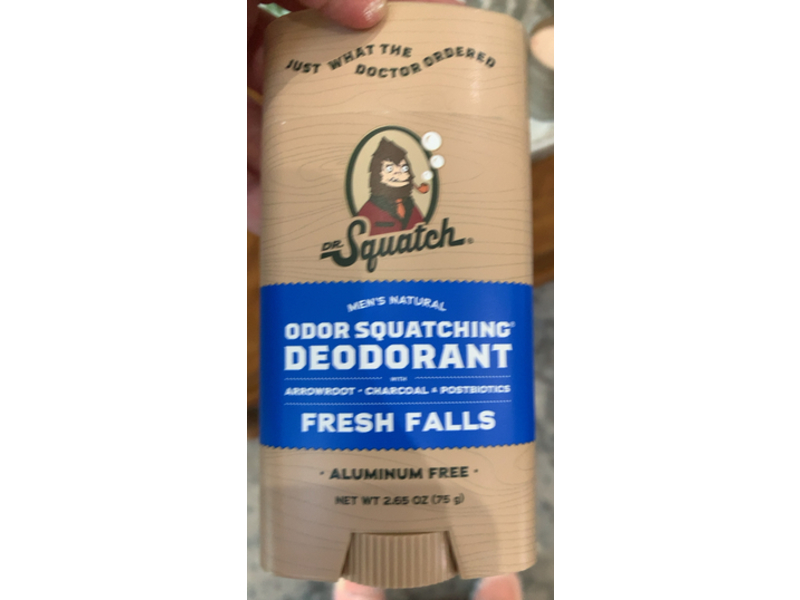 JUST WHAT THE DOCTOR ORDERED
DR. Squatch®
MEN'S NATURAL
ODOR SQUATCHING®
DEODORANT
WITH
ARROWROOT • CHARCOAL • POSTBIOTICS
FRESH FALLS
• ALUMINUM FREE •
NET WT 2.65 OZ (75 g)